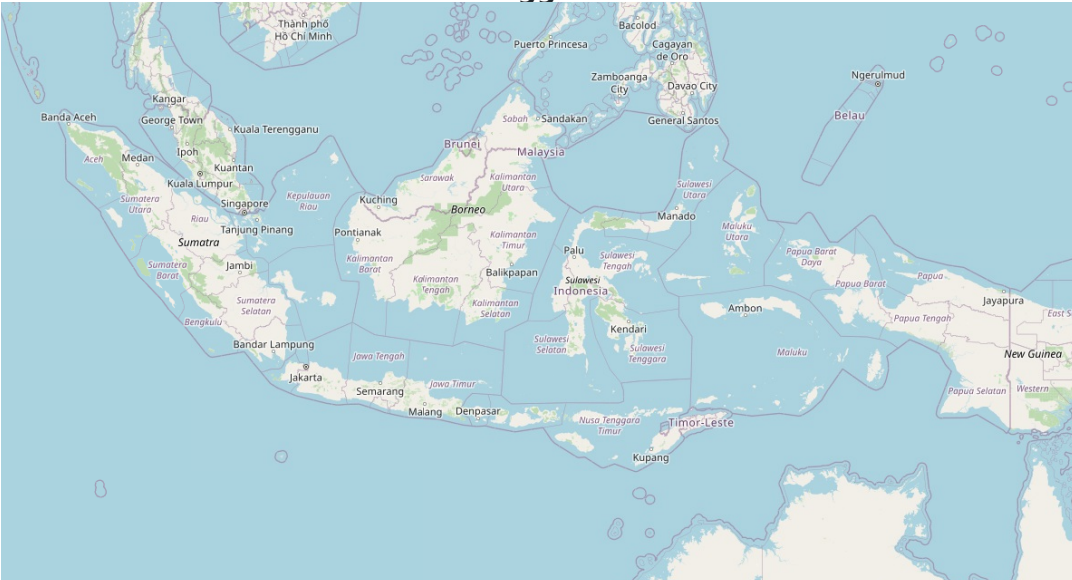 Thành phố
Hồ Chí Minh
Bacolod
Puerto Princesa
Cagayan
de Oro
Zamboanga
City
Davao City
Ngerulmud
Kangar
Banda Aceh
George Town
Kuala Terengganu
Sabah
Sandakan
General Santos
Belau
Brunei
Malaysia
Ipoh
Aceh
Medan
Kuantan
Kuala Lumpur
Sarawak
Kalimantan
Utara
Sulawesi
Utara
Sumatera
Utara
Kepulauan
Riau
Singapore
Kuching
Borneo
Riau
Manado
Tanjung Pinang
Pontianak
Maluku
Utara
Sumatra
Kalimantan
Timur
Palu
Papua Barat
Daya
Sumatera
Barat
Jambi
Kalimantan
Barat
Sulawesi
Tengah
Balikpapan
Kalimantan
Tengah
Sulawesi
Indonesia
Papua Barat
Papua
Sumatera
Selatan
Kalimantan
Selatan
Ambon
Jayapura
East S
Bengkulu
Papua Tengah
Kendari
Bandar Lampung
Sulawesi
Selatan
Sulawesi
Tenggara
Maluku
New Guinea
Jawa Tengah
Jakarta
Semarang
Jawa Timur
Papua Selatan
Western
Malang
Denpasar
Nusa Tenggara
Timur
Timor-Leste
Kupang